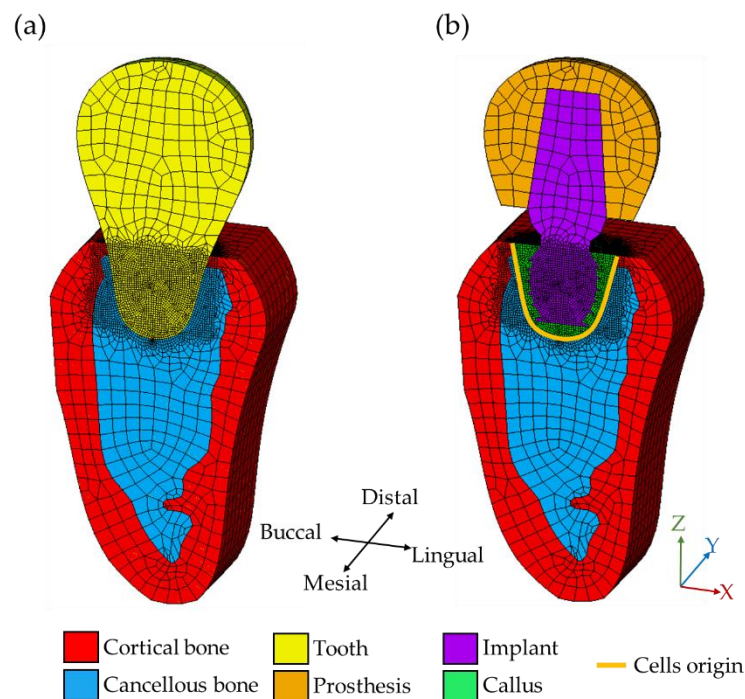 (a)
(b)
Distal
Buccal
Lingual
Mesial
Z
Y
X
Cortical bone
Tooth
Implant
Cells origin
Cancellous bone
Prosthesis
Callus